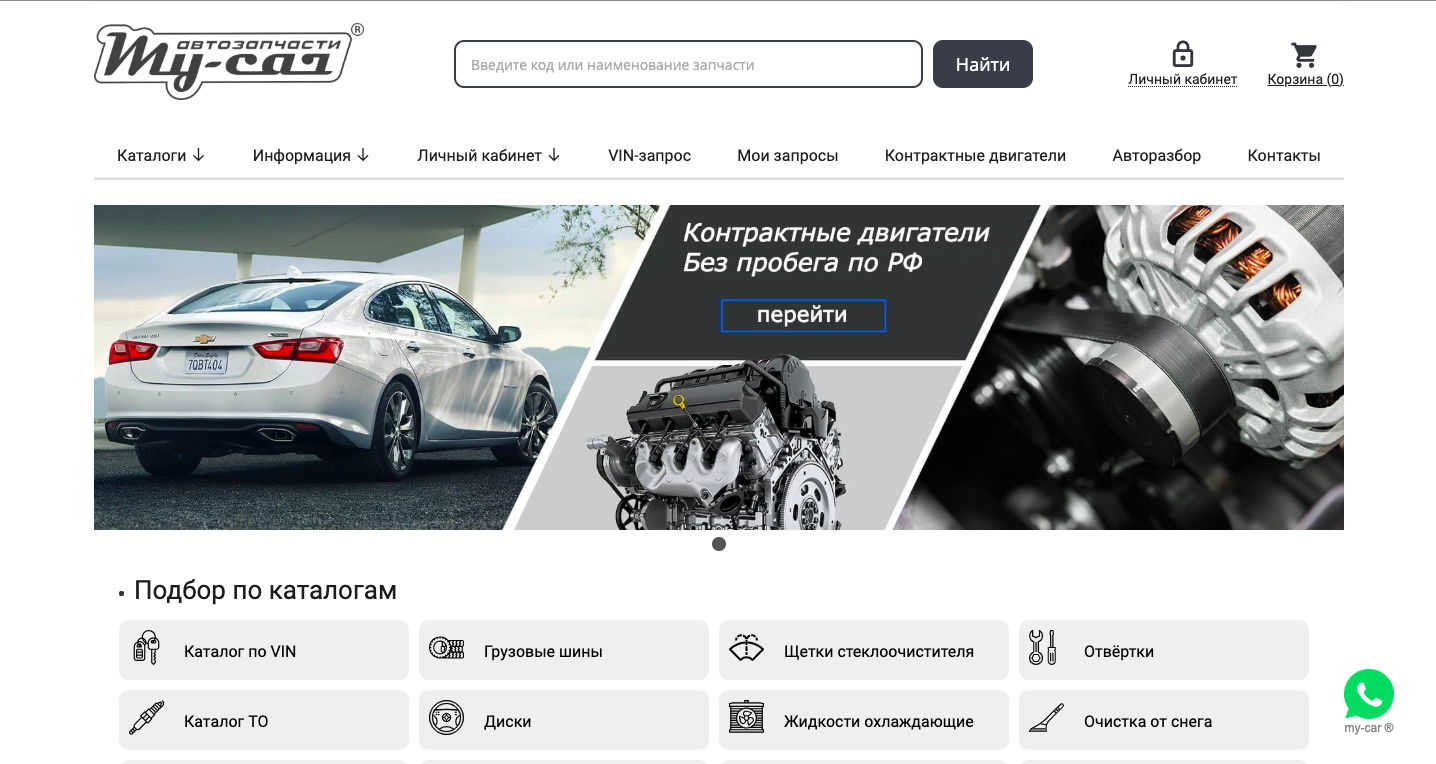 автозапчасти ®
My-car
Введите код или наименование запчасти
Найти
Личный кабинет
Корзина (0)
Каталоги ↓
Информация ↓
Личный кабинет ↓
VIN-запрос
Мои запросы
Контрактные двигатели
Авторазбор
Контакты
Контрактные двигатели
Без пробега по РФ
перейти
7QBT404
• Подбор по каталогам
Каталог по VIN
Грузовые шины
Щетки стеклоочистителя
Отвёртки
Каталог ТО
Диски
Жидкости охлаждающие
Очистка от снега
my-car ®